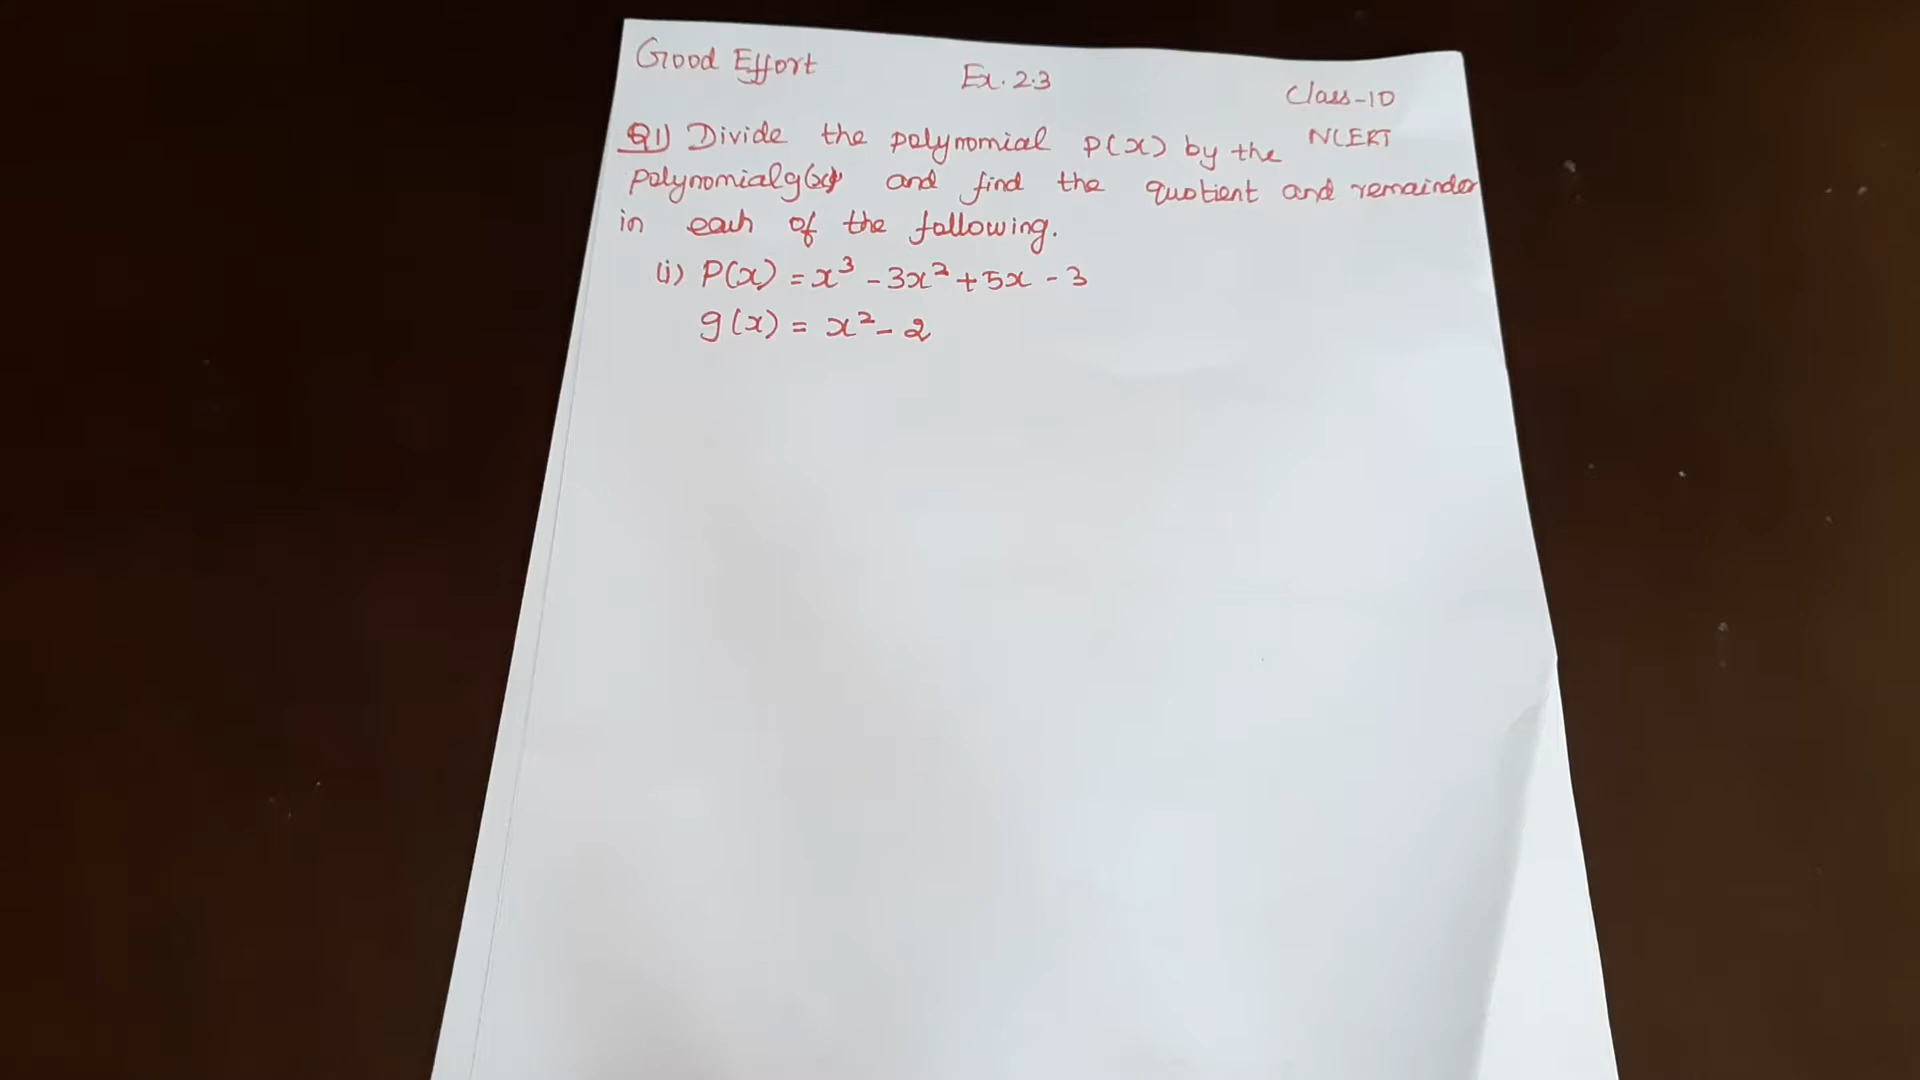 Good Effort
Ex. 2.3
Class-10
NCERT
Q1) Divide the polynomial P(x) by the
polynomial g(x) and find the quotient and remainder
in each of the following.
(i) P(x) = x³ - 3x² + 5x - 3
g(x) = x² - 2